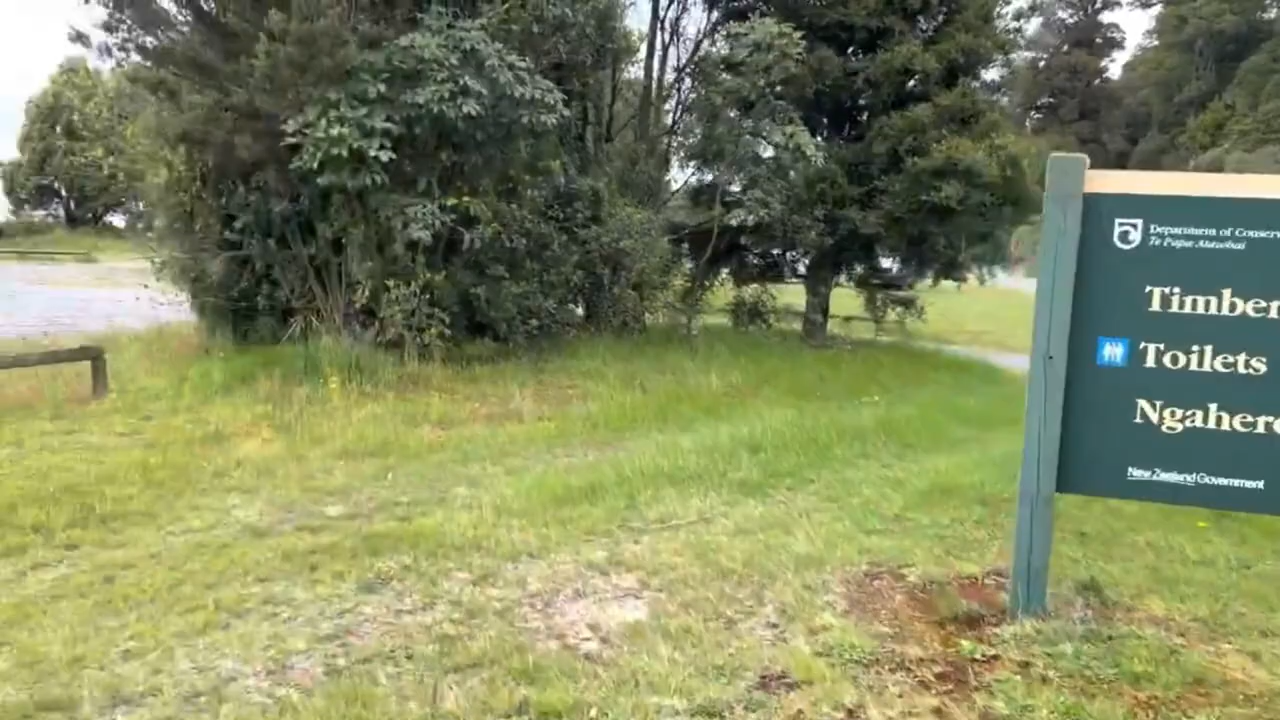 Department of Conserv
Te Papa Atawhai
Timber
Toilets
Ngahere
New Zealand Government